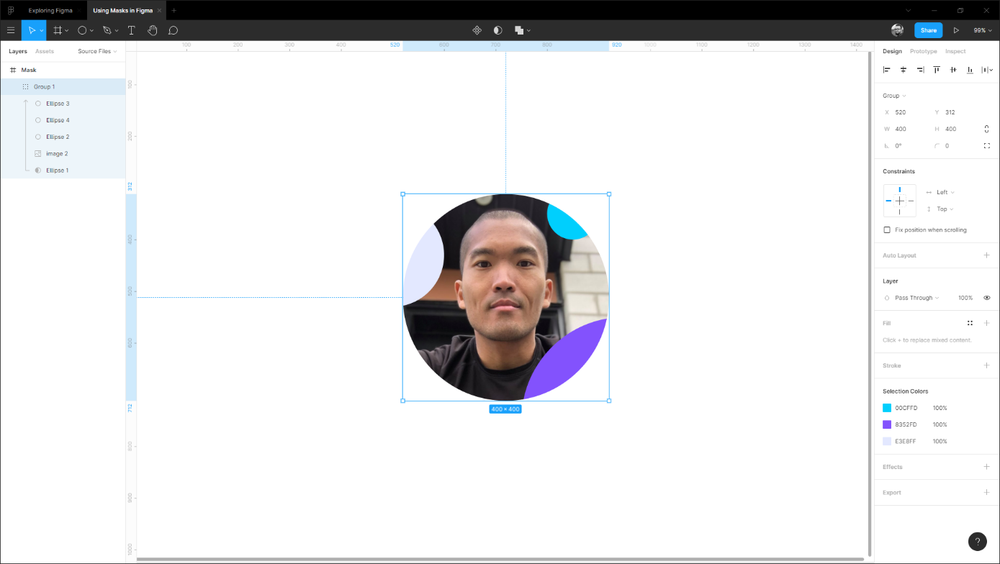 Exploring Figma
Using Masks in Figma
Share
99%
Layers
Assets
Source Files
100
200
300
400
520
600
700
800
920
1000
1100
1200
1300
1400
Design
Prototype
Inspect
Mask
Group 1
Ellipse 3
Ellipse 4
Ellipse 2
image 2
Ellipse 1
100
200
312
400
500
600
712
800
900
1000
400 × 400
Group
X 520
Y 312
W 400
H 400
0°
0
Constraints
Left
Top
Fix position when scrolling
Auto Layout
Layer
Pass Through
100%
Fill
Click + to replace mixed content.
Stroke
Selection Colors
00CFFD 100%
8352FD 100%
E3E8FF 100%
Effects
Export
?